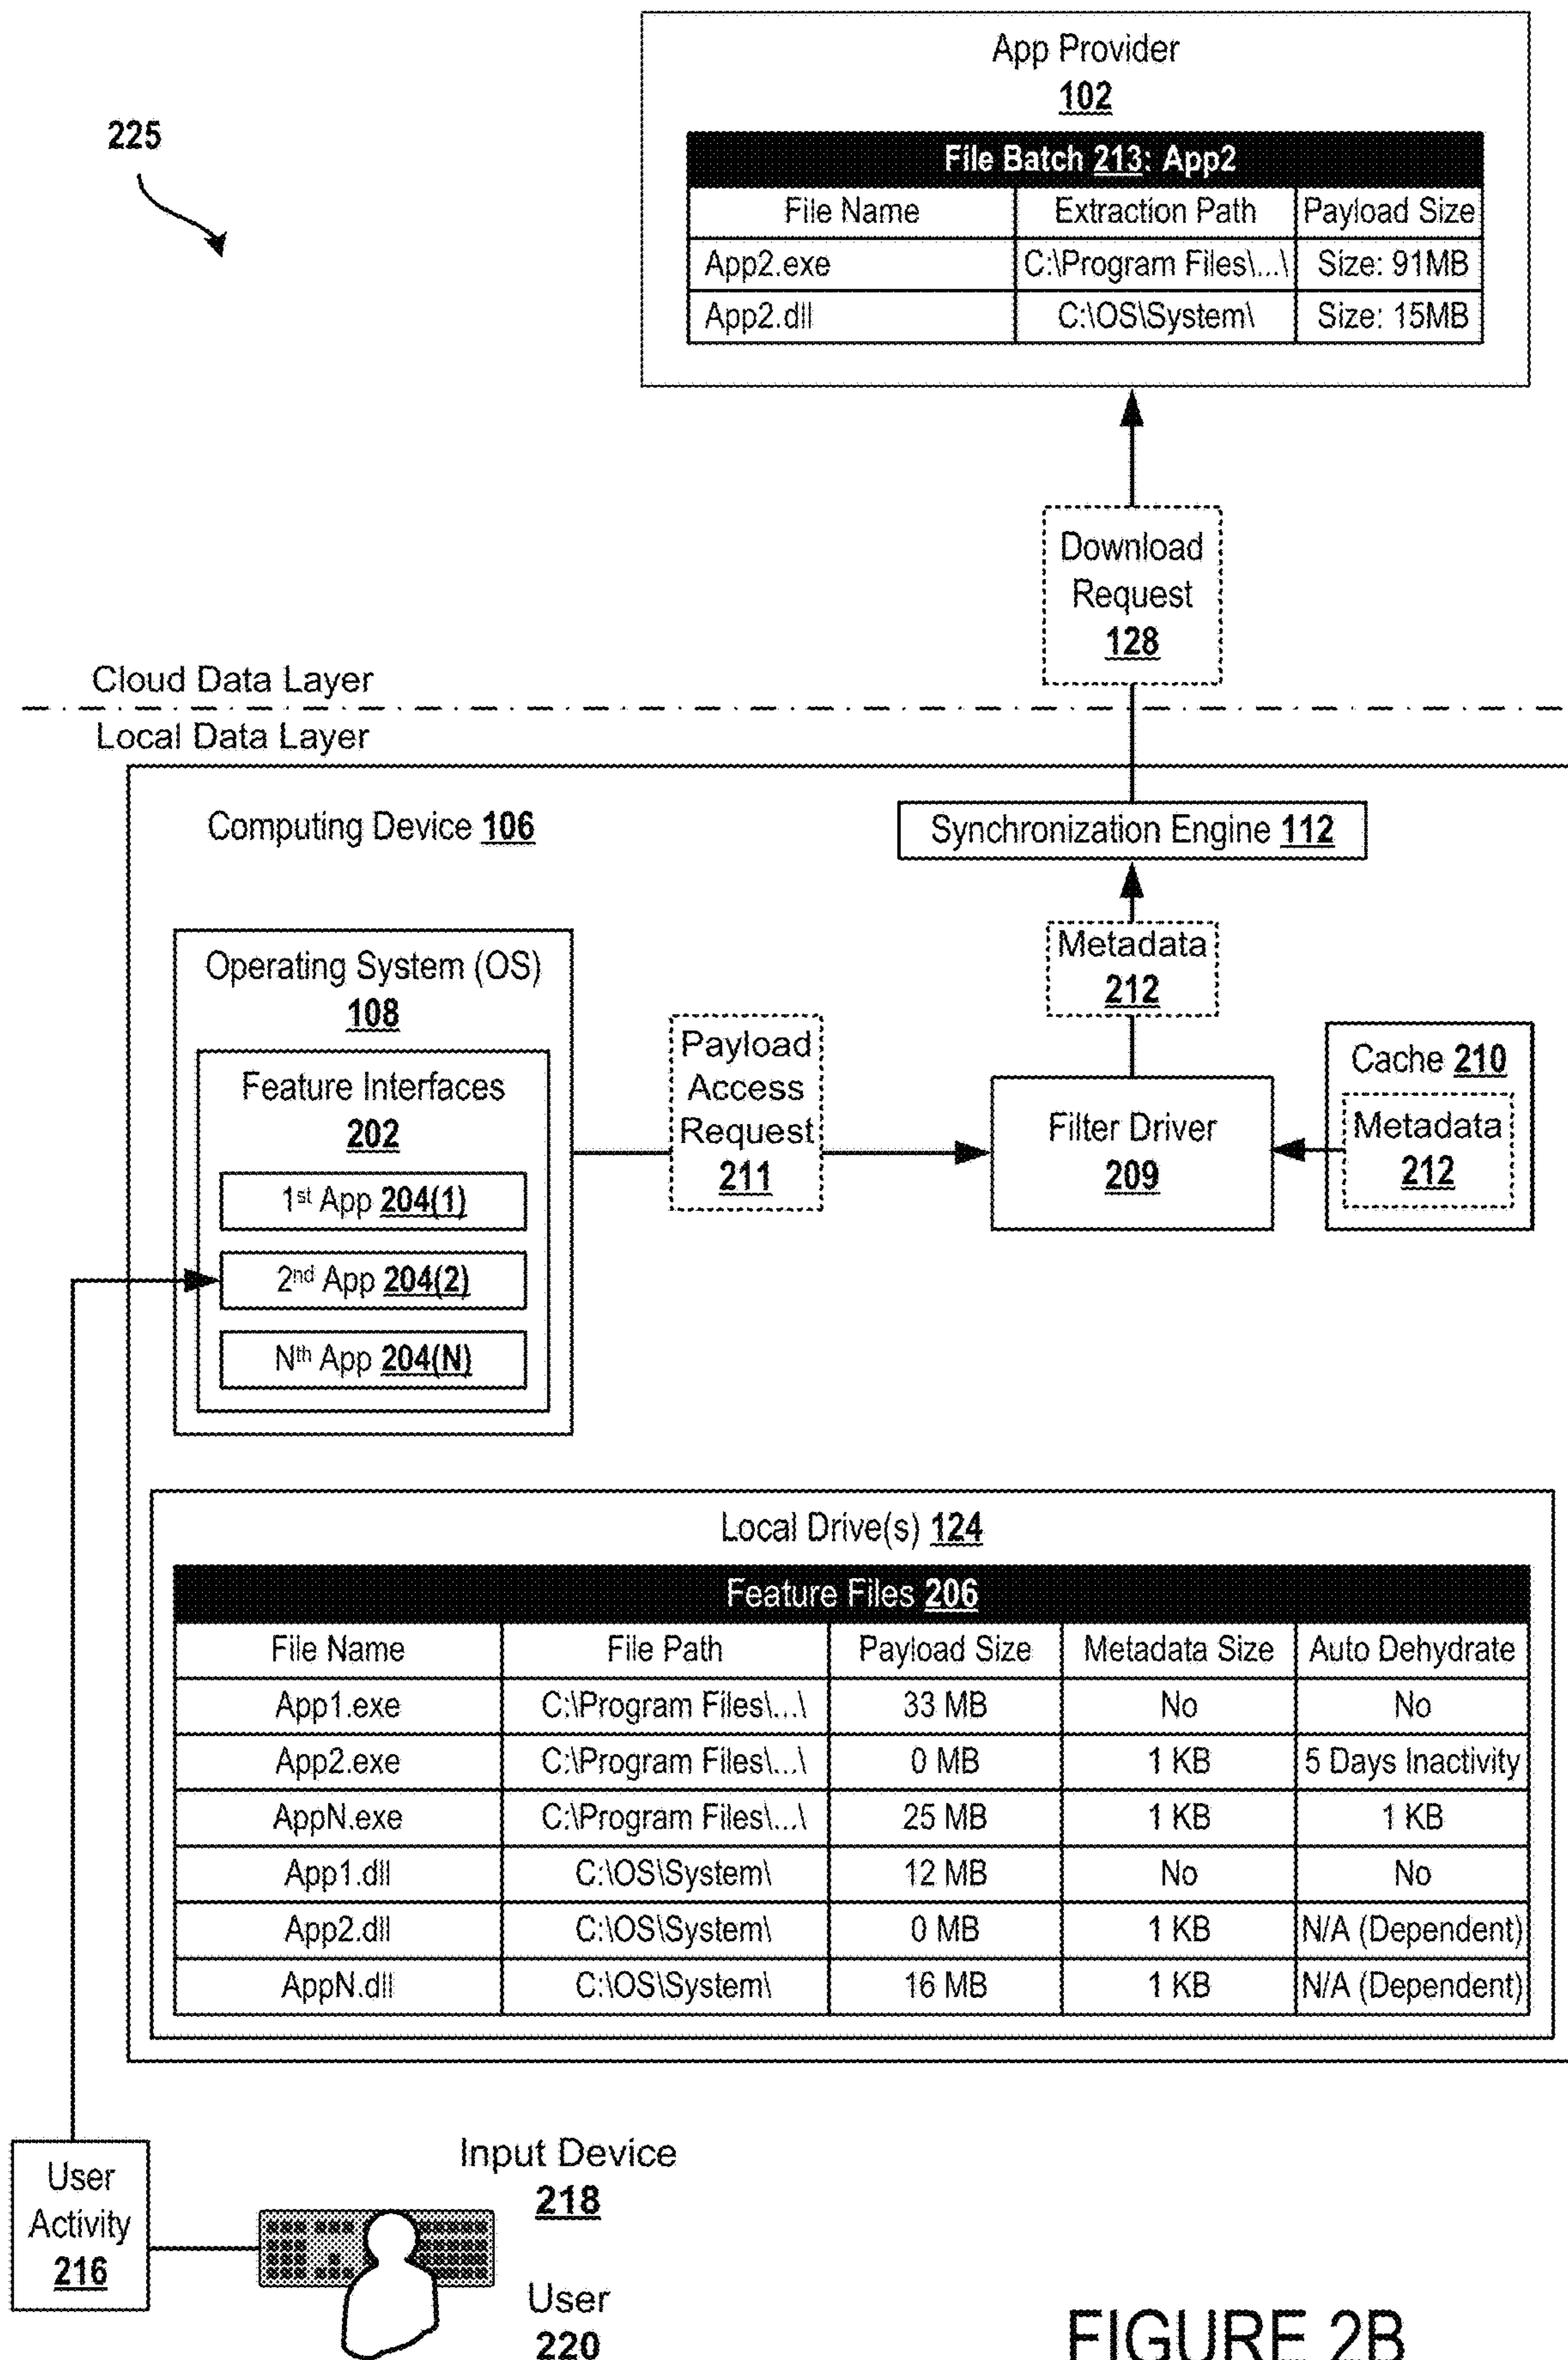 App Provider
102
225
File Batch 213: App2
File Name Extraction Path Payload Size
App2.exe C:\Program Files\...\ Size: 91MB
App2.dll C:\OS\System\ Size: 15MB
Download
Request
128
Cloud Data Layer
Local Data Layer
Computing Device 106
Synchronization Engine 112
Metadata
212
Operating System (OS)
108
Feature Interfaces
202
1st App 204(1)
2nd App 204(2)
Nth App 204(N)
Payload
Access
Request
211
Filter Driver
209
Cache 210
Metadata
212
Local Drive(s) 124
Feature Files 206
File Name File Path Payload Size Metadata Size Auto Dehydrate
App1.exe C:\Program Files\...\ 33 MB No No
App2.exe C:\Program Files\...\ 0 MB 1 KB 5 Days Inactivity
AppN.exe C:\Program Files\...\ 25 MB 1 KB 1 KB
App1.dll C:\OS\System\ 12 MB No No
App2.dll C:\OS\System\ 0 MB 1 KB N/A (Dependent)
AppN.dll C:\OS\System\ 16 MB 1 KB N/A (Dependent)
User
Activity
216
Input Device
218
User
220
FIGURE 2B